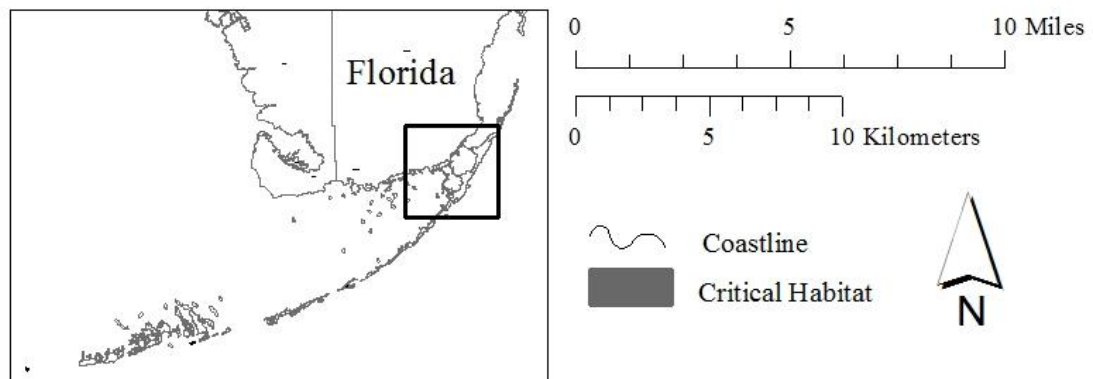 Florida
0 5 10 Miles
0 5 10 Kilometers
Coastline
Critical Habitat
N